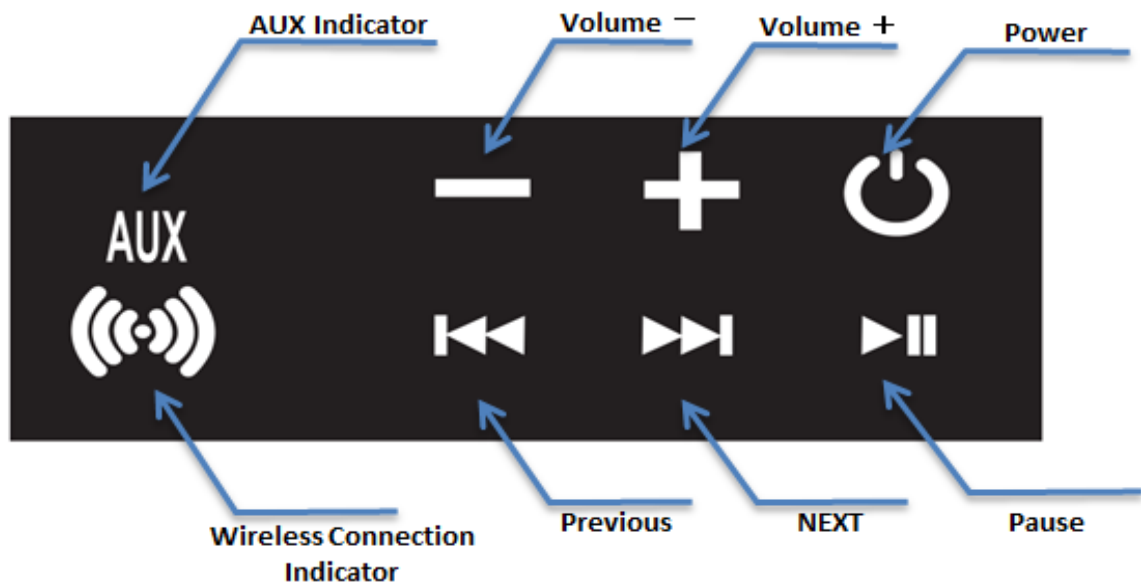 AUX Indicator
Volume −
Volume +
Power
AUX
Previous
NEXT
Pause
Wireless Connection
Indicator